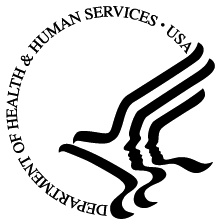 DEPARTMENT OF HEALTH & HUMAN SERVICES • USA